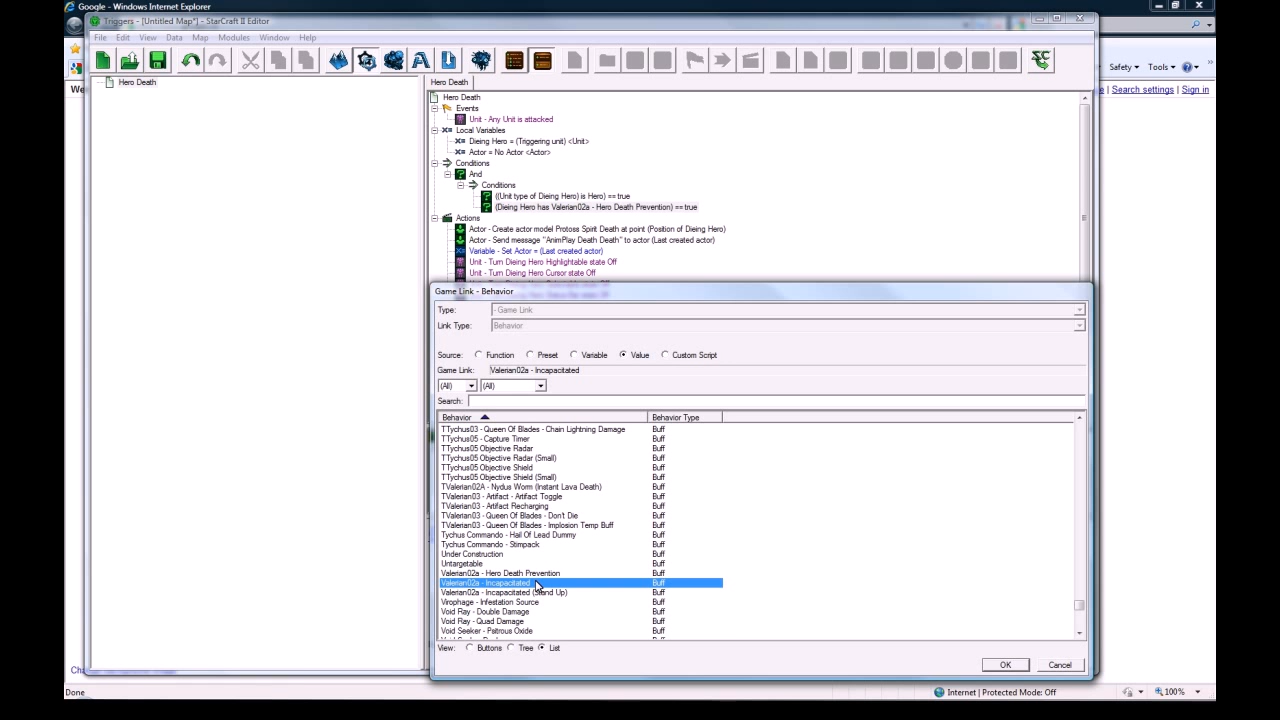 Google - Windows Internet Explorer
Triggers - [Untitled Map*] - StarCraft II Editor
File Edit View Data Map Modules Window Help
Safety Tools
Search settings | Sign in
We
Hero Death
Hero Death
Hero Death
Events
Unit - Any Unit is attacked
Local Variables
Dieing Hero = (Triggering unit) <Unit>
Actor = No Actor <Actor>
Conditions
And
Conditions
((Unit type of Dieing Hero) is Hero) == true
(Dieing Hero has Valerian02a - Hero Death Prevention) == true
Actions
Actor - Create actor model Protoss Spirit Death at point (Position of Dieing Hero)
Actor - Send message "AnimPlay Death Death" to actor (Last created actor)
Variable - Set Actor = (Last created actor)
Unit - Turn Dieing Hero Highlightable state Off
Unit - Turn Dieing Hero Cursor state Off
Game Link - Behavior
Type: - Game Link
Link Type: Behavior
Source: Function Preset Variable Value Custom Script
Game Link: Valerian02a - Incapacitated
(All) (All)
Search:
Behavior Behavior Type
TTychus03 - Queen Of Blades - Chain Lightning Damage Buff
TTychus05 - Capture Timer Buff
TTychus05 Objective Radar Buff
TTychus05 Objective Radar (Small) Buff
TTychus05 Objective Shield Buff
TTychus05 Objective Shield (Small) Buff
TValerian02A - Nydus Worm (Instant Lava Death) Buff
TValerian03 - Artifact - Artifact Toggle Buff
TValerian03 - Artifact Recharging Buff
TValerian03 - Queen Of Blades - Don't Die Buff
TValerian03 - Queen Of Blades - Implosion Temp Buff Buff
Tychus Commando - Hail Of Lead Dummy Buff
Tychus Commando - Stimpack Buff
Under Construction Buff
Untargetable Buff
Valerian02a - Hero Death Prevention Buff
Valerian02a - Incapacitated Buff
Valerian02a - Incapacitated (Stand Up) Buff
Virophage - Infestation Source Buff
Void Ray - Double Damage Buff
Void Ray - Quad Damage Buff
Void Seeker - Patrous Oxide Buff
View: Buttons Tree List
OK Cancel
Done
Internet | Protected Mode: Off
100%